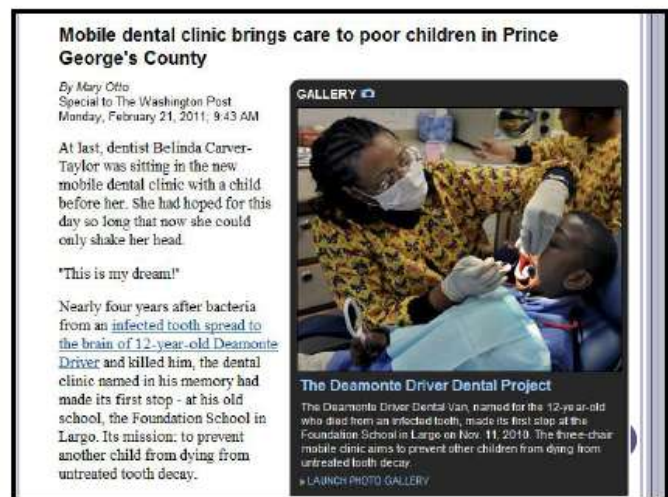 Mobile dental clinic brings care to poor children in Prince
George's County
By Mary Otto
Special to The Washington Post
Monday, February 21, 2011; 9:43 AM
At last, dentist Belinda Carver-
Taylor was sitting in the new
mobile dental clinic with a child
before her. She had hoped for this
day so long that now she could
only shake her head.
"This is my dream!"
Nearly four years after bacteria
from an infected tooth spread to
the brain of 12-year-old Deamonte
Driver and killed him, the dental
clinic named in his memory had
made its first stop - at his old
school, the Foundation School in
Largo. Its mission: to prevent
another child from dying from
untreated tooth decay.
GALLERY
The Deamonte Driver Dental Project
The Deamonte Driver Dental Van, named for the 12-year-old
who died from an infected tooth, made its first stop at the
Foundation School in Largo on Nov. 11, 2010. The three-chair
mobile clinic aims to prevent other children from dying from
untreated tooth decay.
» LAUNCH PHOTO GALLERY